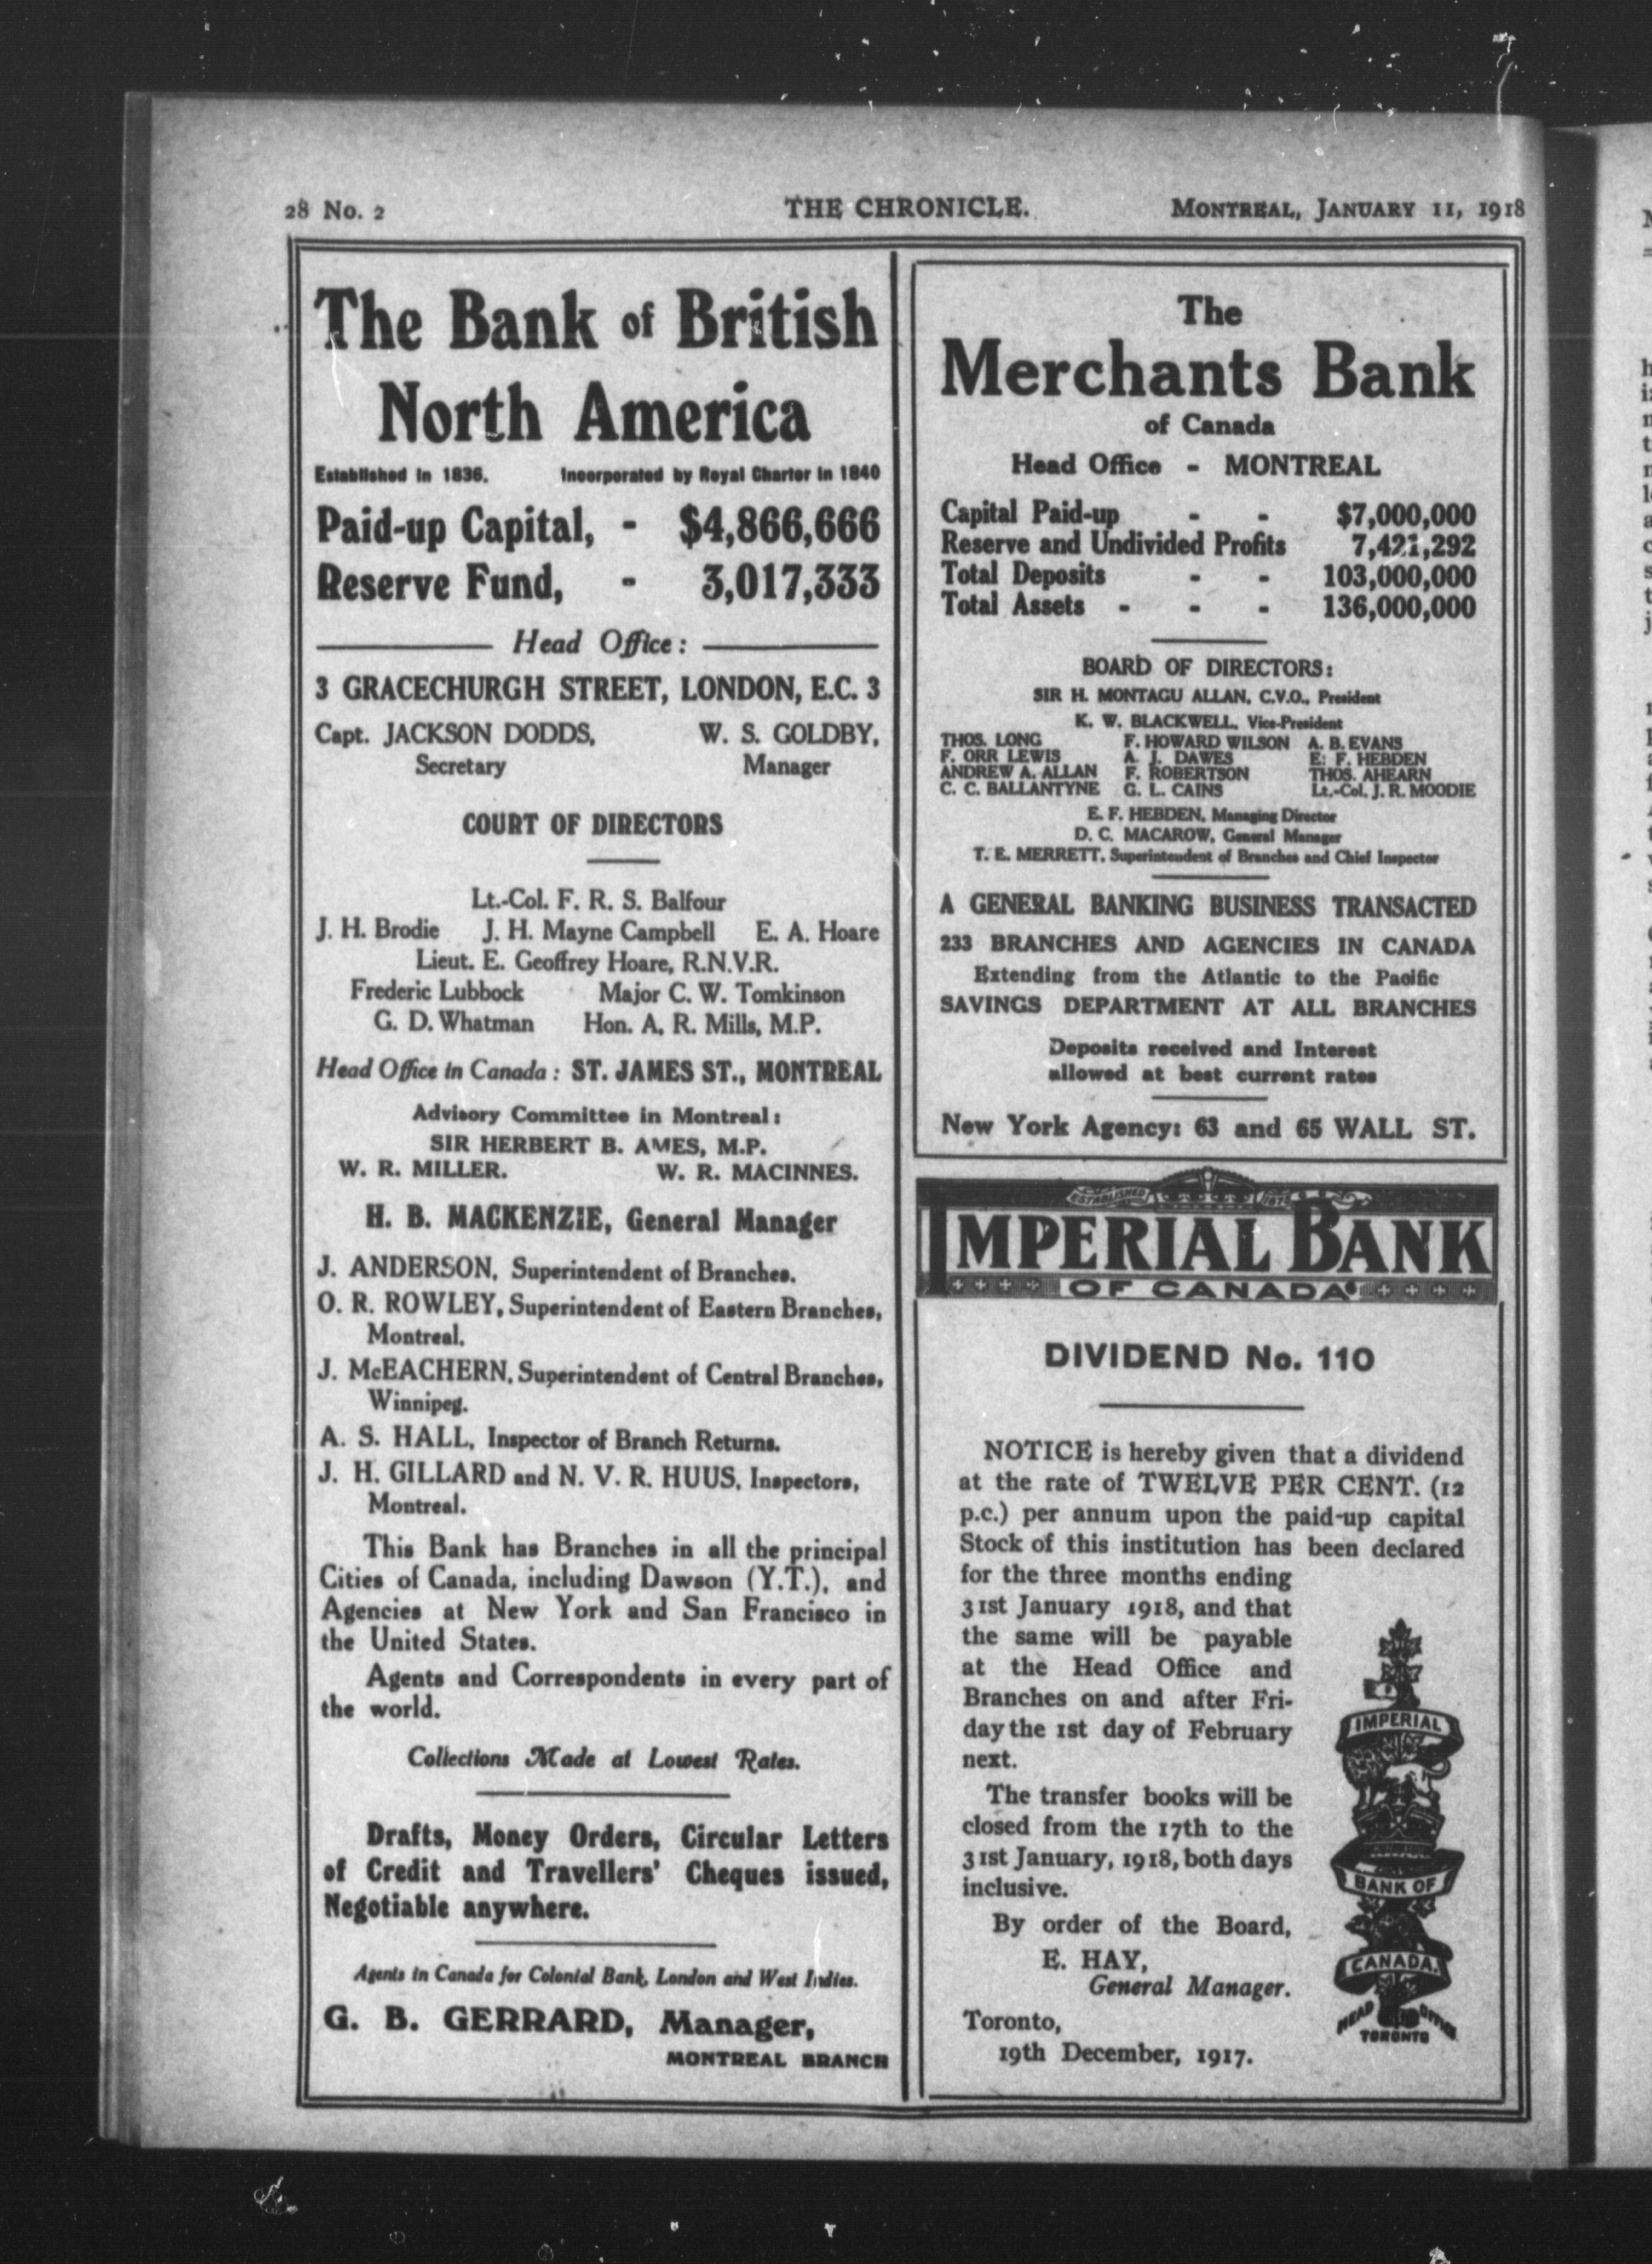 28 No. 2 THE CHRONICLE. MONTREAL, JANUARY 11, 1918
The Bank of British
North America
Established in 1836. Incorporated by Royal Charter in 1840
Paid-up Capital, - $4,866,666
Reserve Fund, - 3,017,333
Head Office:
3 GRACECHURGH STREET, LONDON, E.C. 3
Capt. JACKSON DODDS, W. S. GOLDBY,
Secretary Manager
COURT OF DIRECTORS
Lt.-Col. F. R. S. Balfour
J. H. Brodie J. H. Mayne Campbell E. A. Hoare
Lieut. E. Geoffrey Hoare, R.N.V.R.
Frederic Lubbock Major C. W. Tomkinson
G. D. Whatman Hon. A. R. Mills, M.P.
Head Office in Canada: ST. JAMES ST., MONTREAL
Advisory Committee in Montreal:
SIR HERBERT B. AMES, M.P.
W. R. MILLER. W. R. MACINNES.
H. B. MACKENZIE, General Manager
J. ANDERSON, Superintendent of Branches.
O. R. ROWLEY, Superintendent of Eastern Branches,
Montreal.
J. McEACHERN, Superintendent of Central Branches,
Winnipeg.
A. S. HALL, Inspector of Branch Returns.
J. H. GILLARD and N. V. R. HUUS, Inspectors,
Montreal.
This Bank has Branches in all the principal
Cities of Canada, including Dawson (Y.T.), and
Agencies at New York and San Francisco in
the United States.
Agents and Correspondents in every part of
the world.
Collections Made at Lowest Rates.
Drafts, Money Orders, Circular Letters
of Credit and Travellers' Cheques issued,
Negotiable anywhere.
Agents in Canada for Colonial Bank, London and West Indies.
G. B. GERRARD, Manager,
MONTREAL BRANCH
The
Merchants Bank
of Canada
Head Office - MONTREAL
Capital Paid-up - - $7,000,000
Reserve and Undivided Profits 7,421,292
Total Deposits - - 103,000,000
Total Assets - - - 136,000,000
BOARD OF DIRECTORS:
SIR H. MONTAGU ALLAN, C.V.O., President
K. W. BLACKWELL, Vice-President
THOS. LONG F. HOWARD WILSON A. B. EVANS
F. ORR LEWIS A. J. DAWES E. F. HEBDEN
ANDREW A. ALLAN F. ROBERTSON THOS. AHEARN
C. C. BALLANTYNE G. L. CAINS Lt.-Col. J. R. MOODIE
E. F. HEBDEN, Managing Director
D. C. MACAROW, General Manager
T. E. MERRETT, Superintendent of Branches and Chief Inspector
A GENERAL BANKING BUSINESS TRANSACTED
233 BRANCHES AND AGENCIES IN CANADA
Extending from the Atlantic to the Pacific
SAVINGS DEPARTMENT AT ALL BRANCHES
Deposits received and Interest
allowed at best current rates
New York Agency: 63 and 65 WALL ST.
ESTABLISHED
IMPERIAL BANK
OF CANADA
DIVIDEND No. 110
NOTICE is hereby given that a dividend
at the rate of TWELVE PER CENT. (12
p.c.) per annum upon the paid-up capital
Stock of this institution has been declared
for the three months ending
31st January 1918, and that
the same will be payable
at the Head Office and
Branches on and after Fri-
day the 1st day of February
next.
The transfer books will be
closed from the 17th to the
31st January, 1918, both days
inclusive.
By order of the Board,
E. HAY,
General Manager.
Toronto,
19th December, 1917.
IMPERIAL
BANK OF
CANADA.
HEAD OFFICE
TORONTO